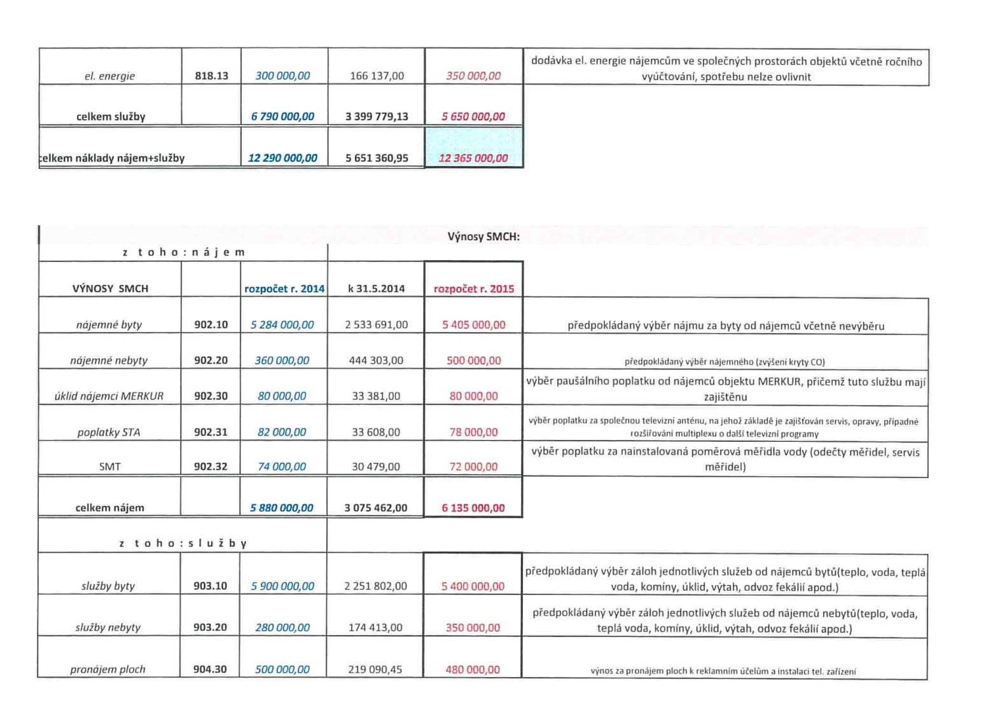 dodávka el. energie nájemcům ve společných prostorách objektů včetně ročního
el. energie 818.13 300 000,00 166 137,00 350 000,00 vyúčtování, spotřebu nelze ovlivnit
celkem služby 6 790 000,00 3 399 779,13 5 650 000,00
celkem náklady nájem+služby 12 290 000,00 5 651 360,95 12 365 000,00
Výnosy SMCH:
z toho:nájem
VÝNOSY SMCH rozpočet r. 2014 k 31.5.2014 rozpočet r. 2015
nájemné byty 902.10 5 284 000,00 2 533 691,00 5 405 000,00 předpokládaný výběr nájmu za byty od nájemců včetně nevýběru
nájemné nebyty 902.20 360 000,00 444 303,00 500 000,00 předpokládaný výběr nájemného (zvýšení kryty CO)
výběr paušálního poplatku od nájemců objektu MERKUR, přičemž tuto službu mají
úklid nájemci MERKUR 902.30 80 000,00 33 381,00 80 000,00 zajištěnu
výběr poplatku za společnou televizní anténu, na jehož základě je zajišťován servis, opravy, případné
poplatky STA 902.31 82 000,00 33 608,00 78 000,00 rozšiřování multiplexu o další televizní programy
výběr poplatku za nainstalovaná poměrová měřidla vody (odečty měřidel, servis
SMT 902.32 74 000,00 30 479,00 72 000,00 měřidel)
celkem nájem 5 880 000,00 3 075 462,00 6 135 000,00
z toho:služby
předpokládaný výběr záloh jednotlivých služeb od nájemců bytů(teplo, voda, teplá
služby byty 903.10 5 900 000,00 2 251 802,00 5 400 000,00 voda, komíny, úklid, výtah, odvoz fekálií apod.)
předpokládaný výběr záloh jednotlivých služeb od nájemců nebytů(teplo, voda,
služby nebyty 903.20 280 000,00 174 413,00 350 000,00 teplá voda, komíny, úklid, výtah, odvoz fekálií apod.)
pronájem ploch 904.30 500 000,00 219 090,45 480 000,00 výnos za pronájem ploch k reklamním účelům a instalaci tel. zařízení